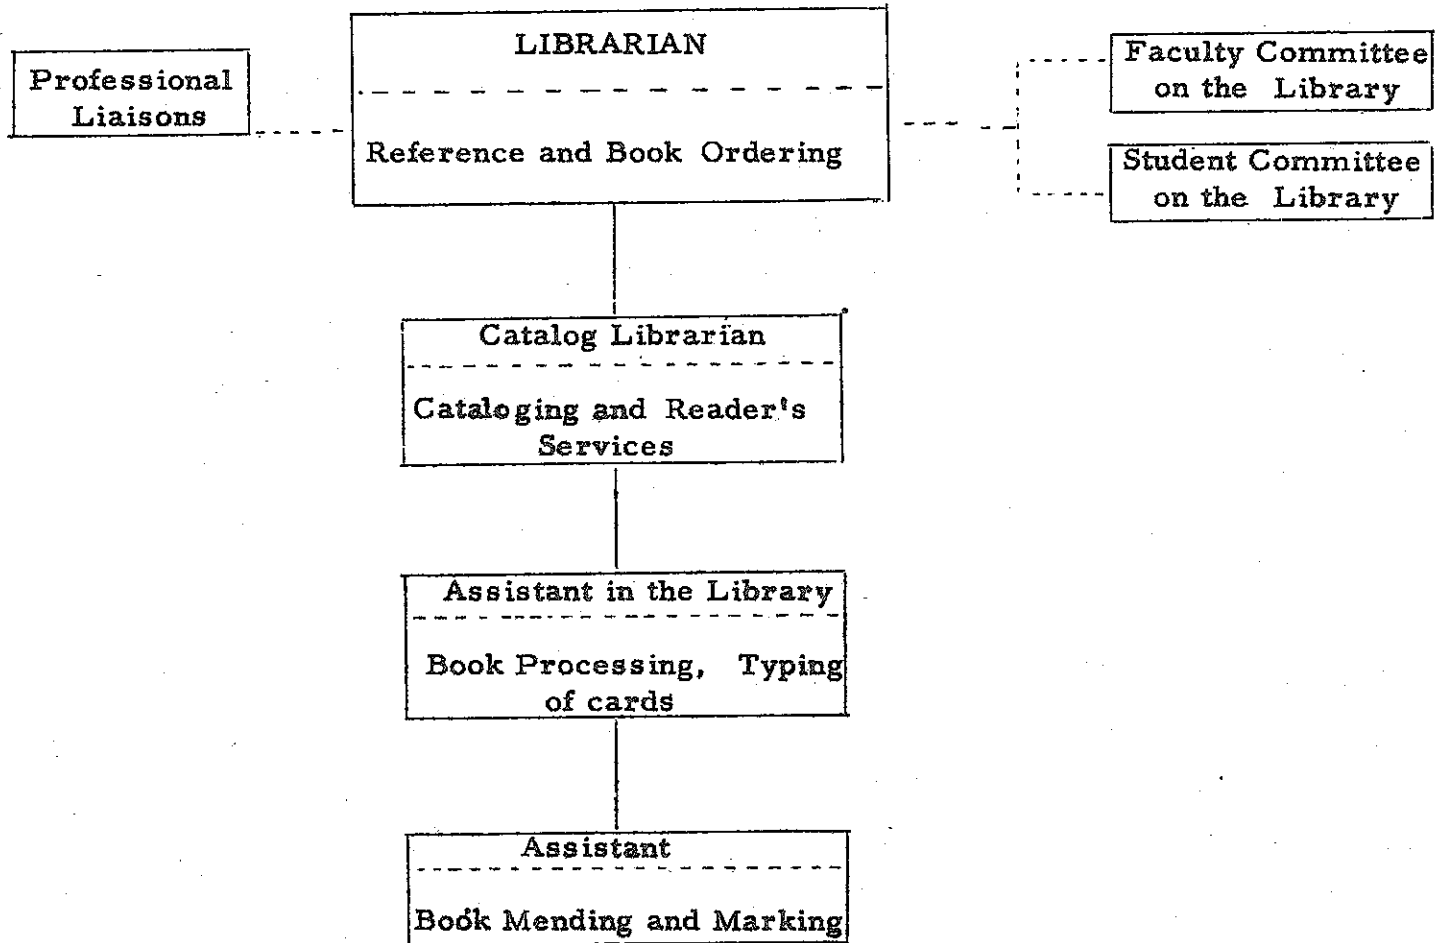 LIBRARIAN
Reference and Book Ordering
Professional
Liaisons
Faculty Committee
on the Library
Student Committee
on the Library
Catalog Librarian
Cataloging and Reader's
Services
Assistant in the Library
Book Processing, Typing
of cards
Assistant
Book Mending and Marking